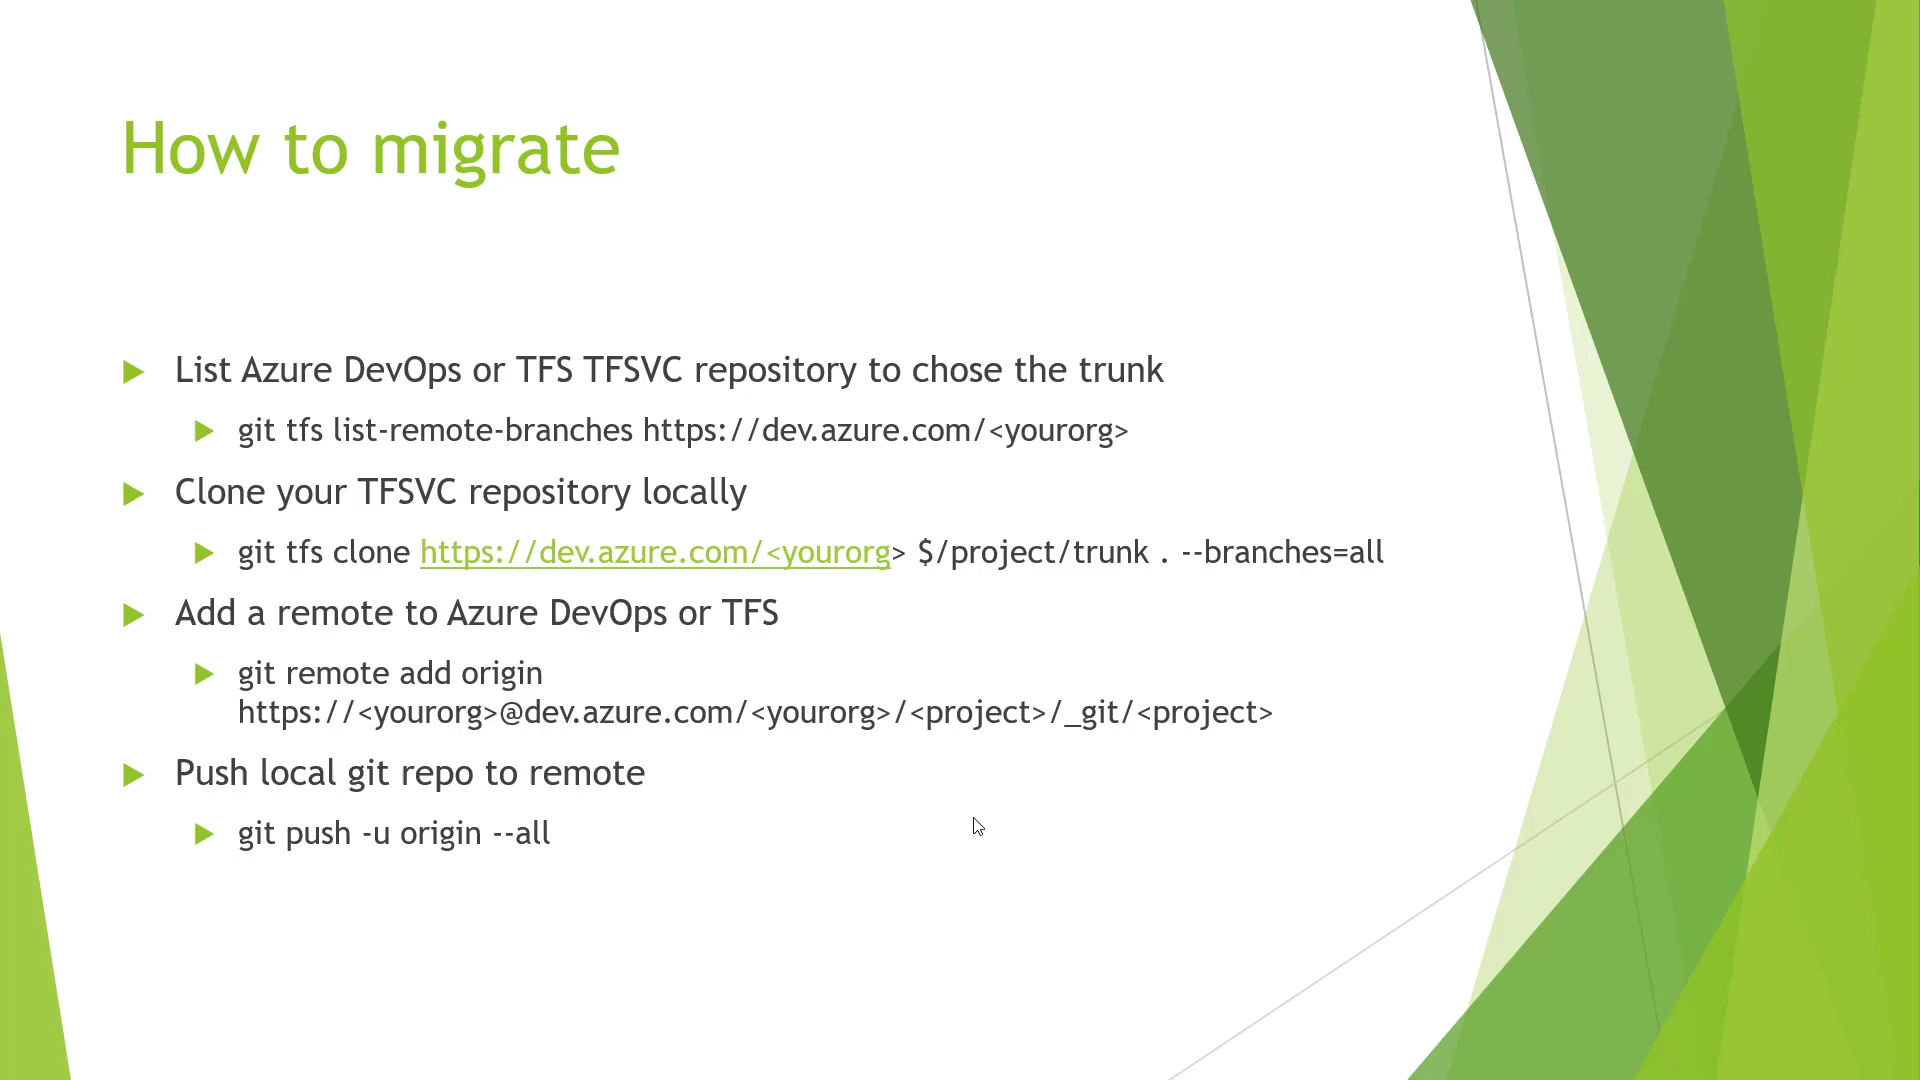 How to migrate
List Azure DevOps or TFS TFSVC repository to chose the trunk
git tfs list-remote-branches https://dev.azure.com/<yourorg>
Clone your TFSVC repository locally
git tfs clone https://dev.azure.com/<yourorg> $/project/trunk . --branches=all
Add a remote to Azure DevOps or TFS
git remote add origin
https://<yourorg>@dev.azure.com/<yourorg>/<project>/_git/<project>
Push local git repo to remote
git push -u origin --all